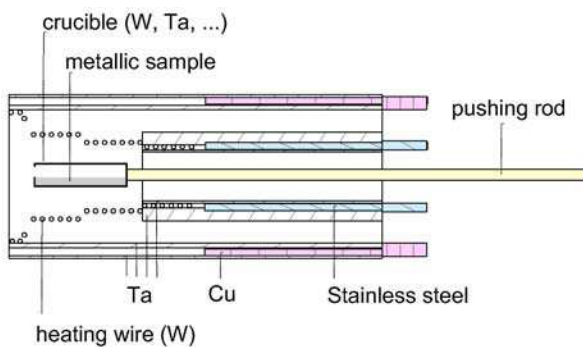 crucible (W, Ta, ...)
metallic sample
pushing rod
Ta
Cu
Stainless steel
heating wire (W)